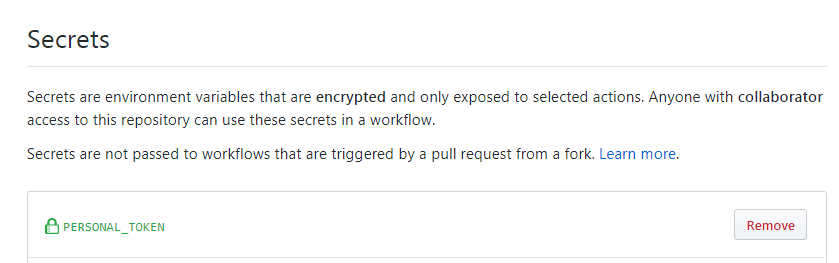 Secrets
Secrets are environment variables that are encrypted and only exposed to selected actions. Anyone with collaborator
access to this repository can use these secrets in a workflow.
Secrets are not passed to workflows that are triggered by a pull request from a fork. Learn more.
PERSONAL_TOKEN Remove